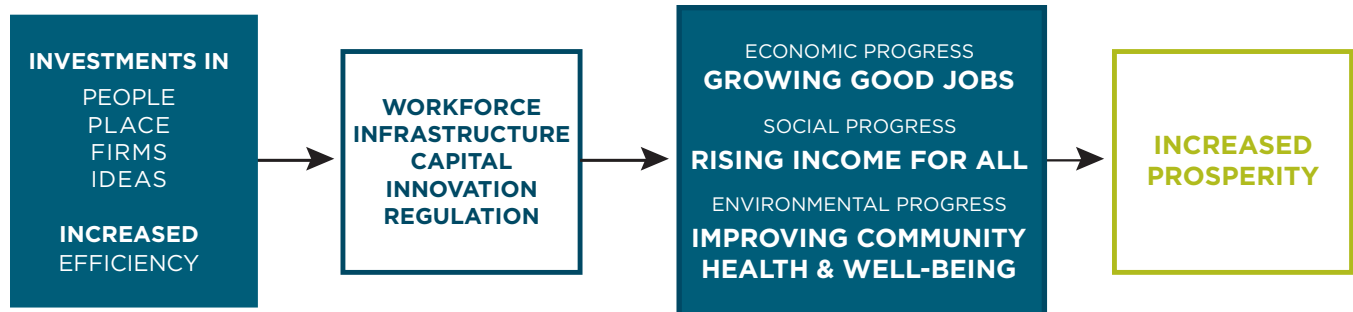 INVESTMENTS IN
PEOPLE
PLACE
FIRMS
IDEAS
INCREASED
EFFICIENCY
WORKFORCE
INFRASTRUCTURE
CAPITAL
INNOVATION
REGULATION
ECONOMIC PROGRESS
GROWING GOOD JOBS
SOCIAL PROGRESS
RISING INCOME FOR ALL
ENVIRONMENTAL PROGRESS
IMPROVING COMMUNITY
HEALTH & WELL-BEING
INCREASED
PROSPERITY